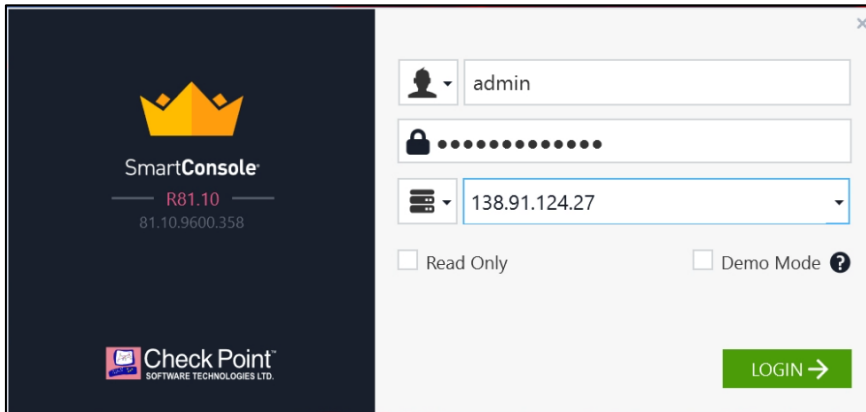 SmartConsole
R81.10
81.10.9600.358
Check Point™
SOFTWARE TECHNOLOGIES LTD.
admin
●●●●●●●●●●●●●
138.91.124.27
Read Only
Demo Mode ?
LOGIN →